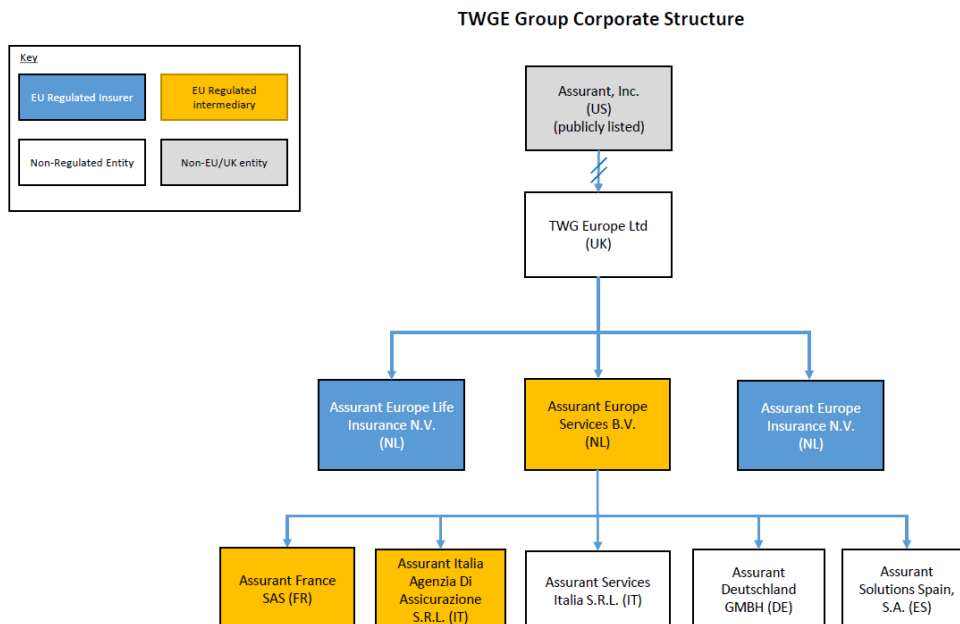 TWGE Group Corporate Structure
Key
EU Regulated Insurer
EU Regulated
intermediary
Non-Regulated Entity
Non-EU/UK entity
Assurant, Inc.
(US)
(publicly listed)
TWG Europe Ltd
(UK)
Assurant Europe Life
Insurance N.V.
(NL)
Assurant Europe
Services B.V.
(NL)
Assurant Europe
Insurance N.V.
(NL)
Assurant France
SAS (FR)
Assurant Italia
Agenzia Di
Assicurazione
S.R.L. (IT)
Assurant Services
Italia S.R.L. (IT)
Assurant
Deutschland
GMBH (DE)
Assurant
Solutions Spain,
S.A. (ES)